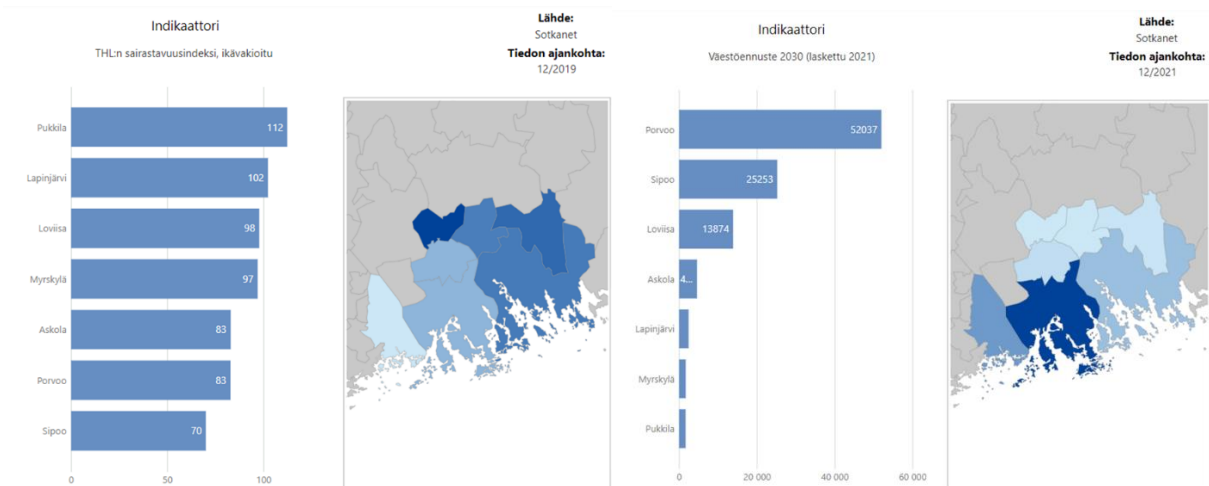 Indikaattori
THL:n sairastavuusindeksi, ikävakioitu
Lähde:
Sotkanet
Tiedon ajankohta:
12/2019
Pukkila 112
Lapinjärvi 102
Loviisa 98
Myrskylä 97
Askola 83
Porvoo 83
Sipoo 70
0 50 100
Indikaattori
Väestöennuste 2030 (laskettu 2021)
Lähde:
Sotkanet
Tiedon ajankohta:
12/2021
Porvoo 52037
Sipoo 25253
Loviisa 13874
Askola 4...
Lapinjärvi
Myrskylä
Pukkila
0 20 000 40 000 60 000